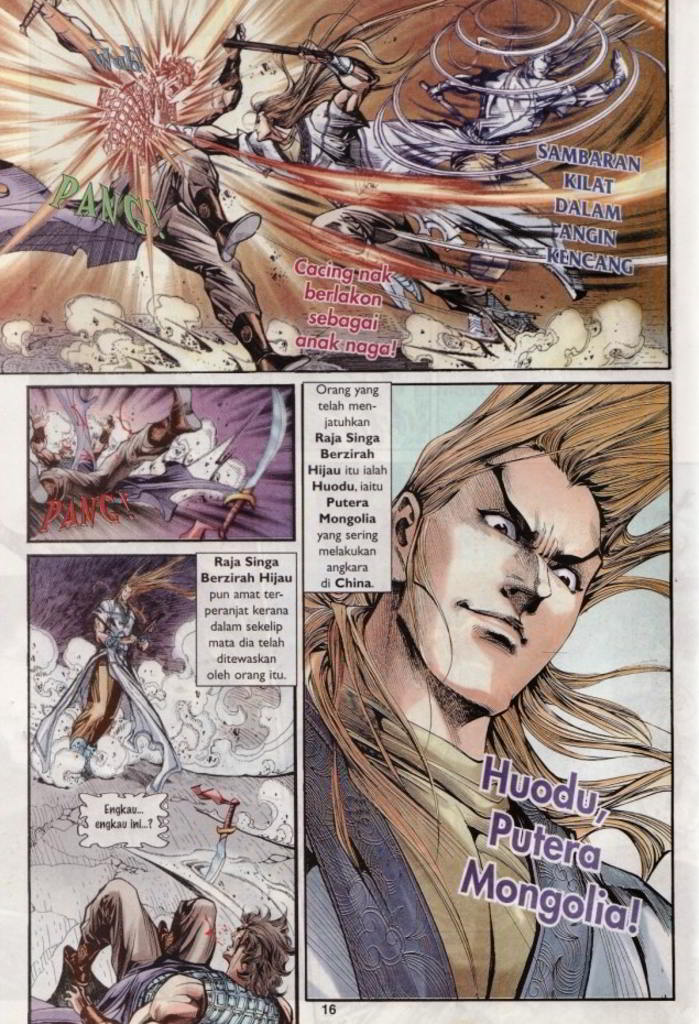 Wah!
PANG!
SAMBARAN
KILAT
DALAM
ANGIN
KENCANG
Cacing nak
berlakon
sebagai
anak naga!
PANG!
Orang yang
telah men-
jatuhkan
Raja Singa
Berzirah
Hijau itu ialah
Huodu, iaitu
Putera
Mongolia
yang sering
melakukan
angkara
di China.
Raja Singa
Berzirah Hijau
pun amat ter-
peranjat kerana
dalam sekelip
mata dia telah
ditewaskan
oleh orang itu.
Engkau...
engkau ini...?
Huodu,
Putera
Mongolia!
16